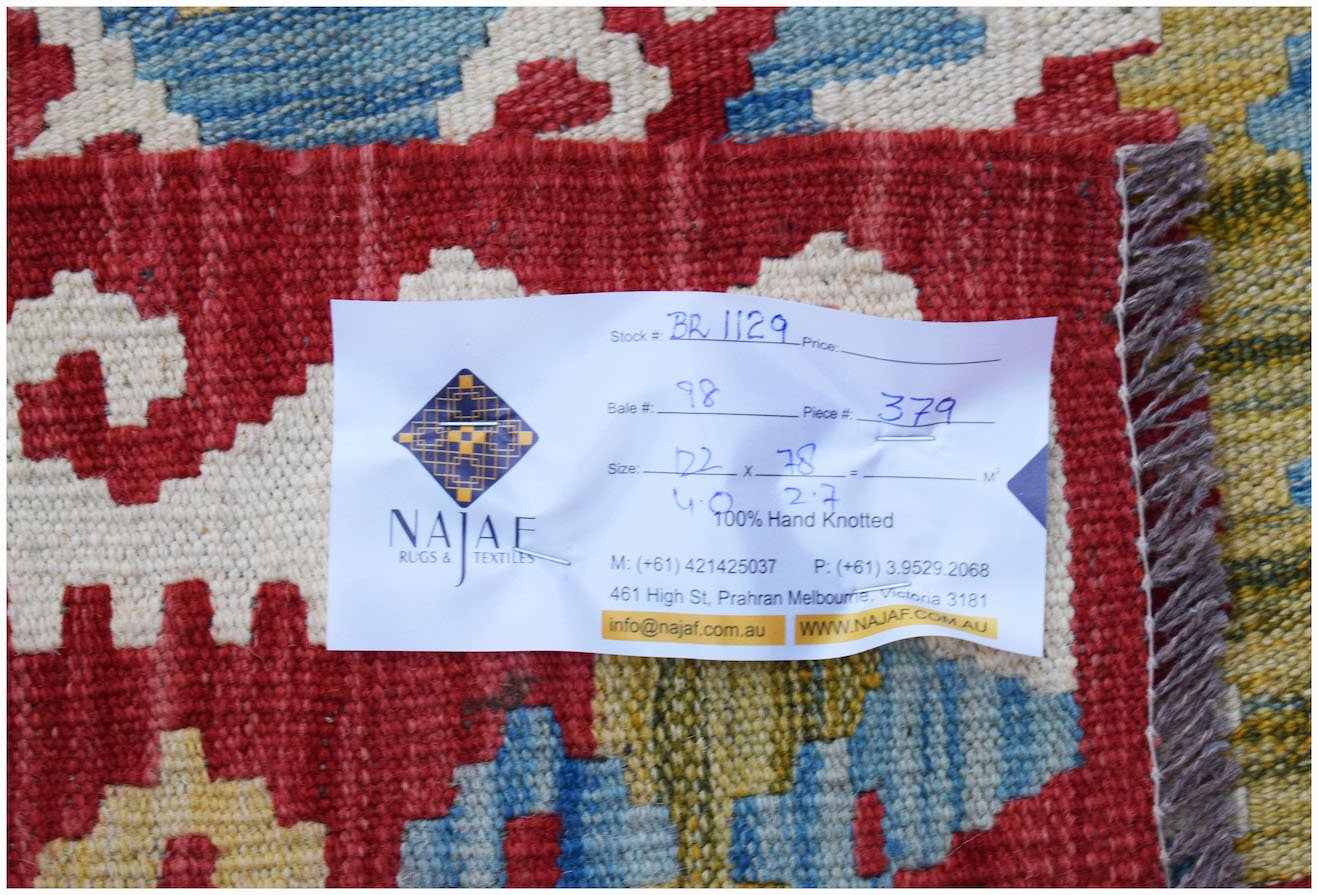 NAJAF
RUGS & TEXTILES
Stock #: BR 1129 Price:
Bale #: 98 Piece #: 379
Size: 122 x 78 = M²
4.0 2.7
100% Hand Knotted
M: (+61) 421425037 P: (+61) 3.9529.2068
461 High St, Prahran Melbourne, Victoria 3181
info@najaf.com.au WWW.NAJAF.COM.AU